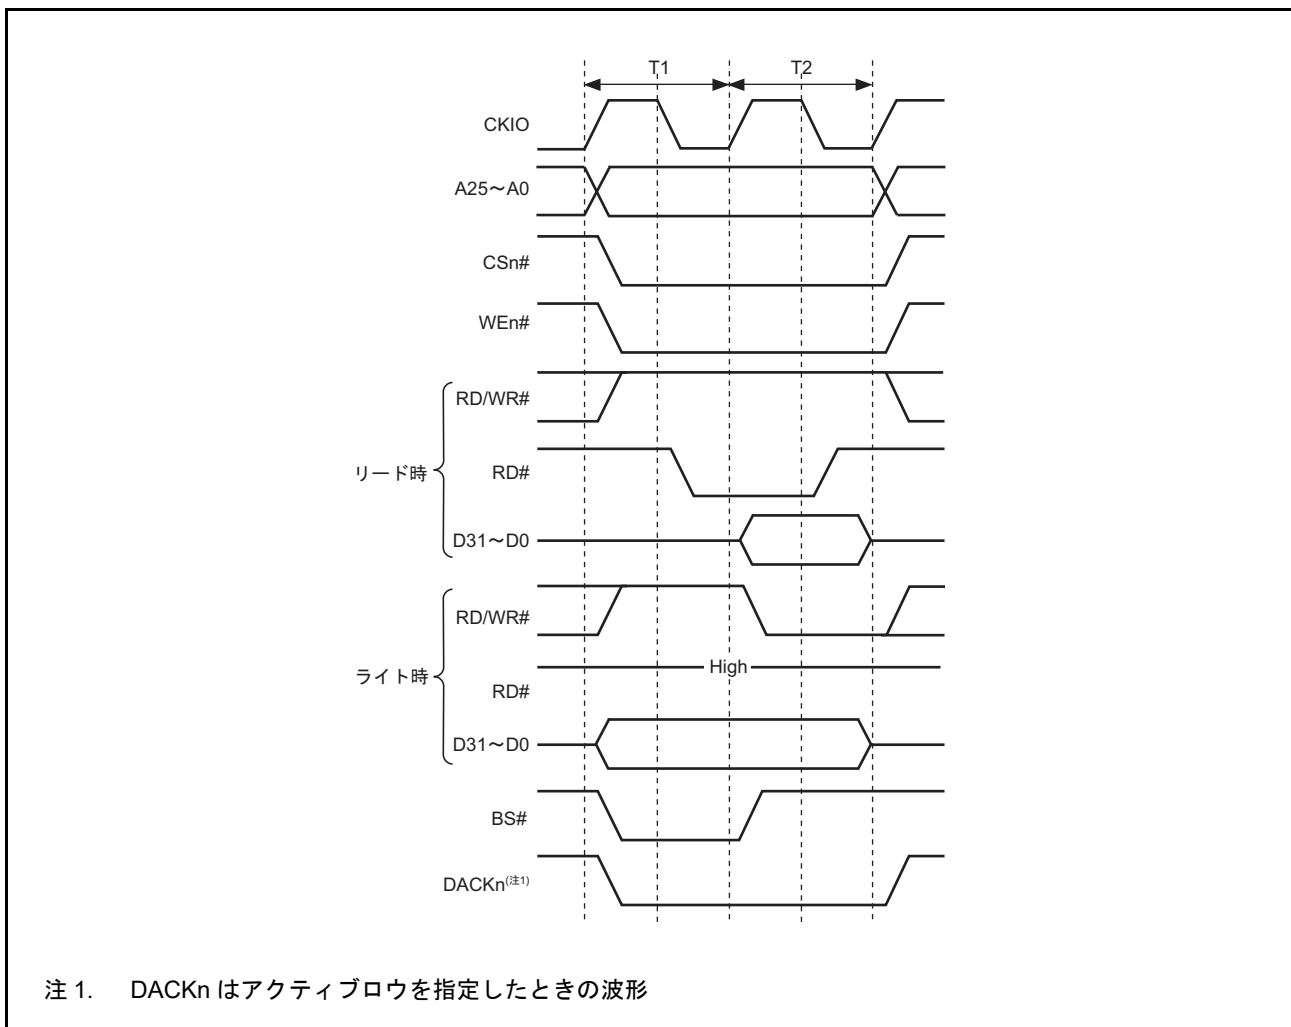 T1 T2
CKIO
A25～A0
CSn#
WEn#
リード時
RD/WR#
RD#
D31～D0
ライト時
RD/WR#
High
RD#
D31～D0
BS#
DACKn(注1)
注 1. DACKn はアクティブロウを指定したときの波形